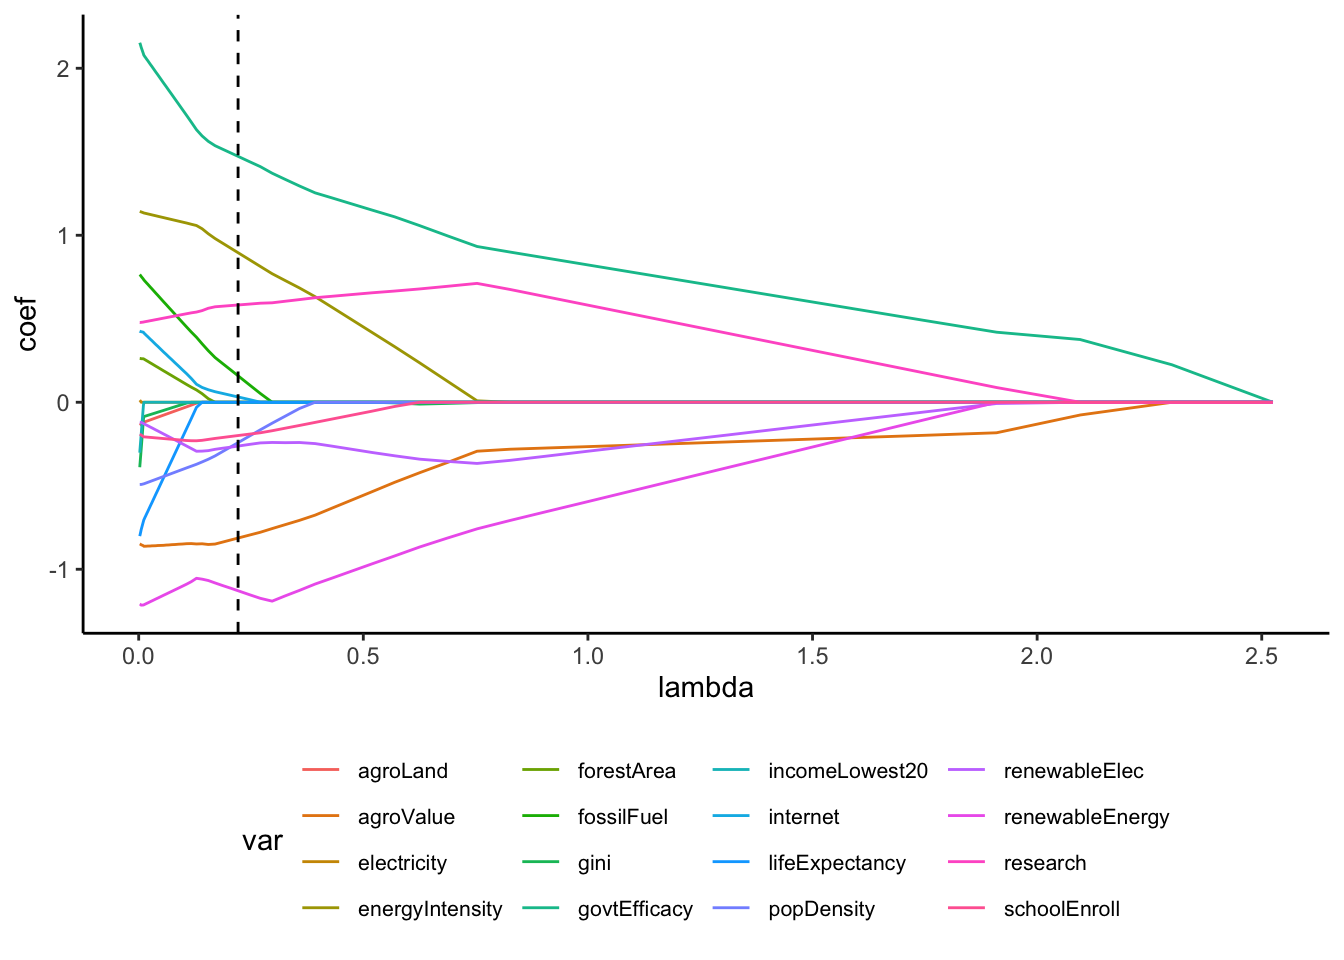 2
1
0
-1
coef
0.0 0.5 1.0 1.5 2.0 2.5
lambda
var
agroLand forestArea incomeLowest20 renewableElec
agroValue fossilFuel internet renewableEnergy
electricity gini lifeExpectancy research
energyIntensity govtEfficacy popDensity schoolEnroll